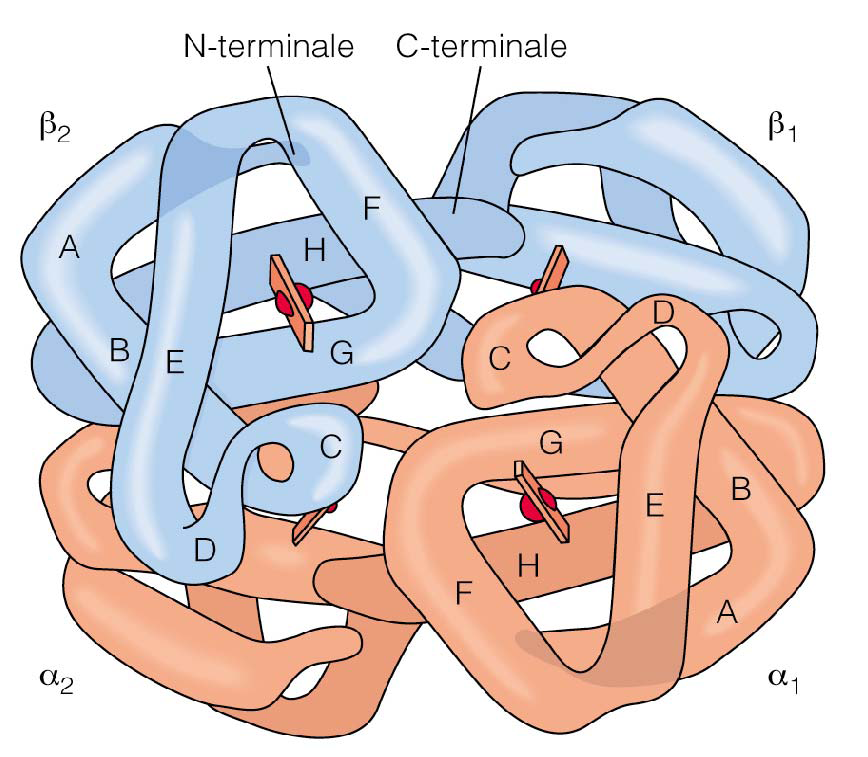 N-terminale
C-terminale
β2
β1
A
F
H
B
E
G
C
D
C
D
G
B
E
H
F
A
α2
α1